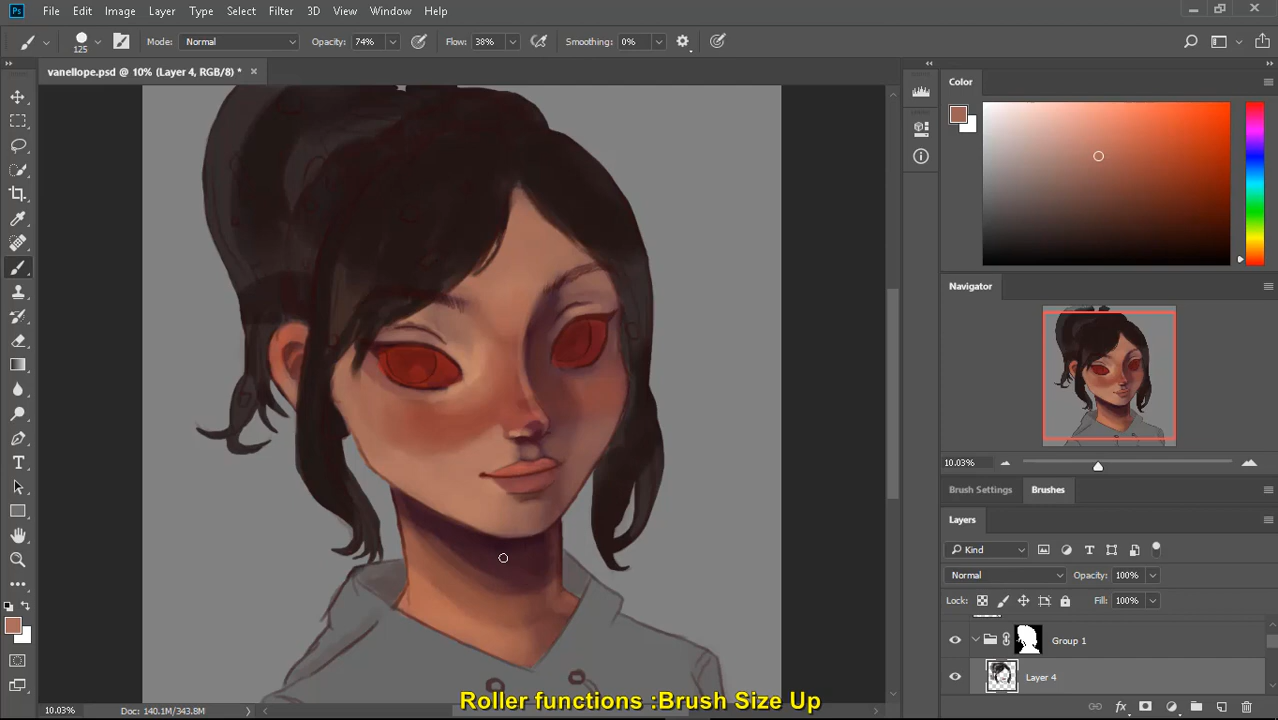 Ps File Edit Image Layer Type Select Filter 3D View Window Help
125 Mode: Normal Opacity: 74% Flow: 38% Smoothing: 0%
vanellope.psd @ 10% (Layer 4, RGB/8) * ×
Color
Navigator
10.03%
Brush Settings Brushes
Layers
Kind
Normal Opacity: 100%
Lock: Fill: 100%
Group 1
Layer 4
fx
T
10.03% Doc: 140.1M/343.8M
Roller functions :Brush Size Up